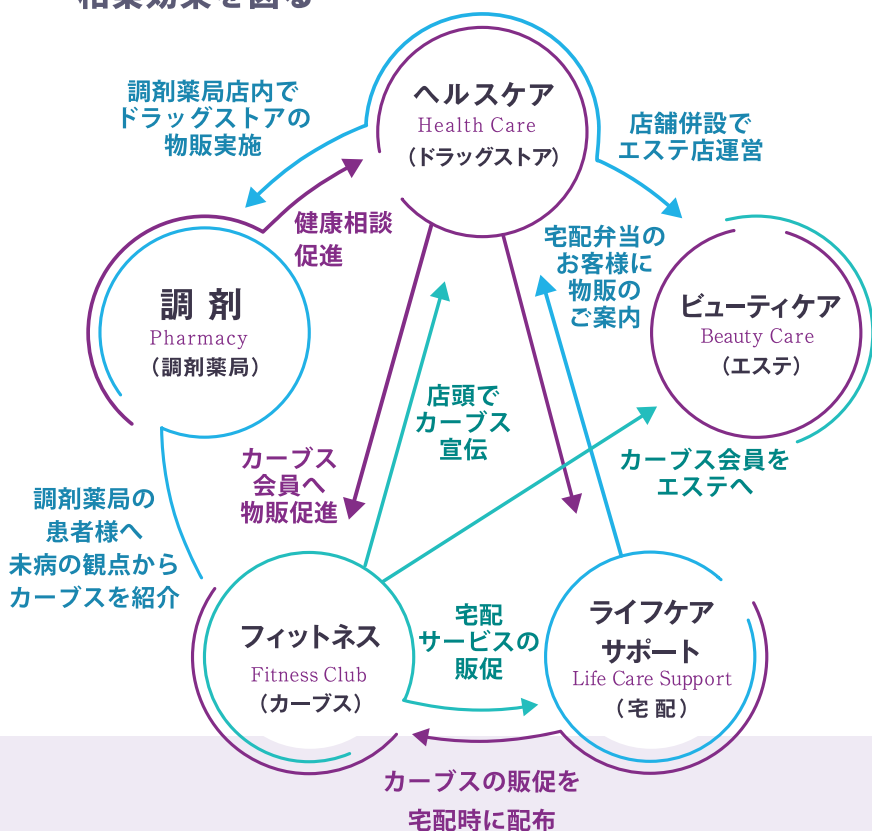 相乗効果を図る
ヘルスケア
Health Care
（ドラッグストア）
調剤薬局店内で
ドラッグストアの
物販実施
店舗併設で
エステ店運営
健康相談
促進
宅配弁当の
お客様に
物販の
ご案内
調 剤
Pharmacy
（調剤薬局）
ビューティケア
Beauty Care
（エステ）
店頭で
カーブス
宣伝
カーブス
会員へ
物販促進
カーブス会員を
エステへ
調剤薬局の
患者様へ
未病の観点から
カーブスを紹介
フィットネス
Fitness Club
（カーブス）
宅配
サービスの
販促
ライフケア
サポート
Life Care Support
（宅 配）
カーブスの販促を
宅配時に配布